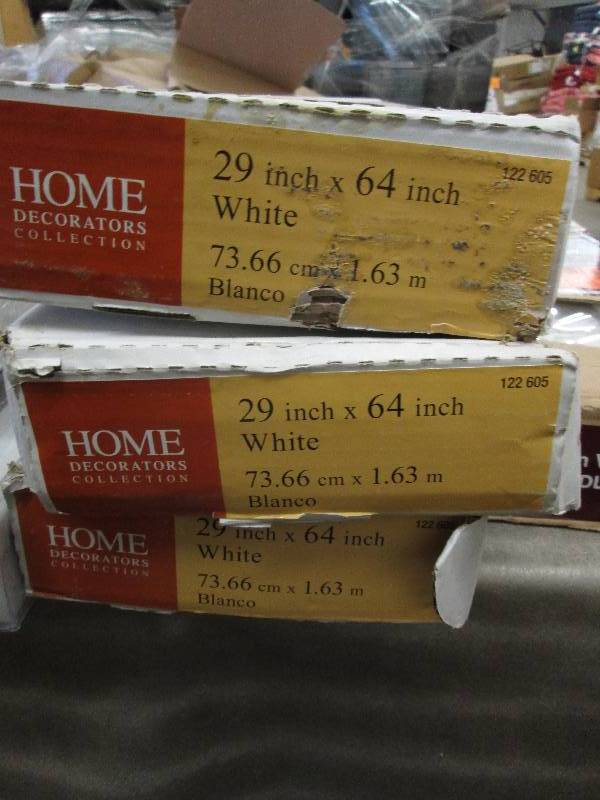 HOME
DECORATORS
COLLECTION
29 inch x 64 inch
White
73.66 cm x 1.63 m
Blanco
122 605
HOME
DECORATORS
COLLECTION
29 inch x 64 inch
White
73.66 cm x 1.63 m
Blanco
122 605
HOME
DECORATORS
COLLECTION
29 inch x 64 inch
White
73.66 cm x 1.63 m
Blanco
122